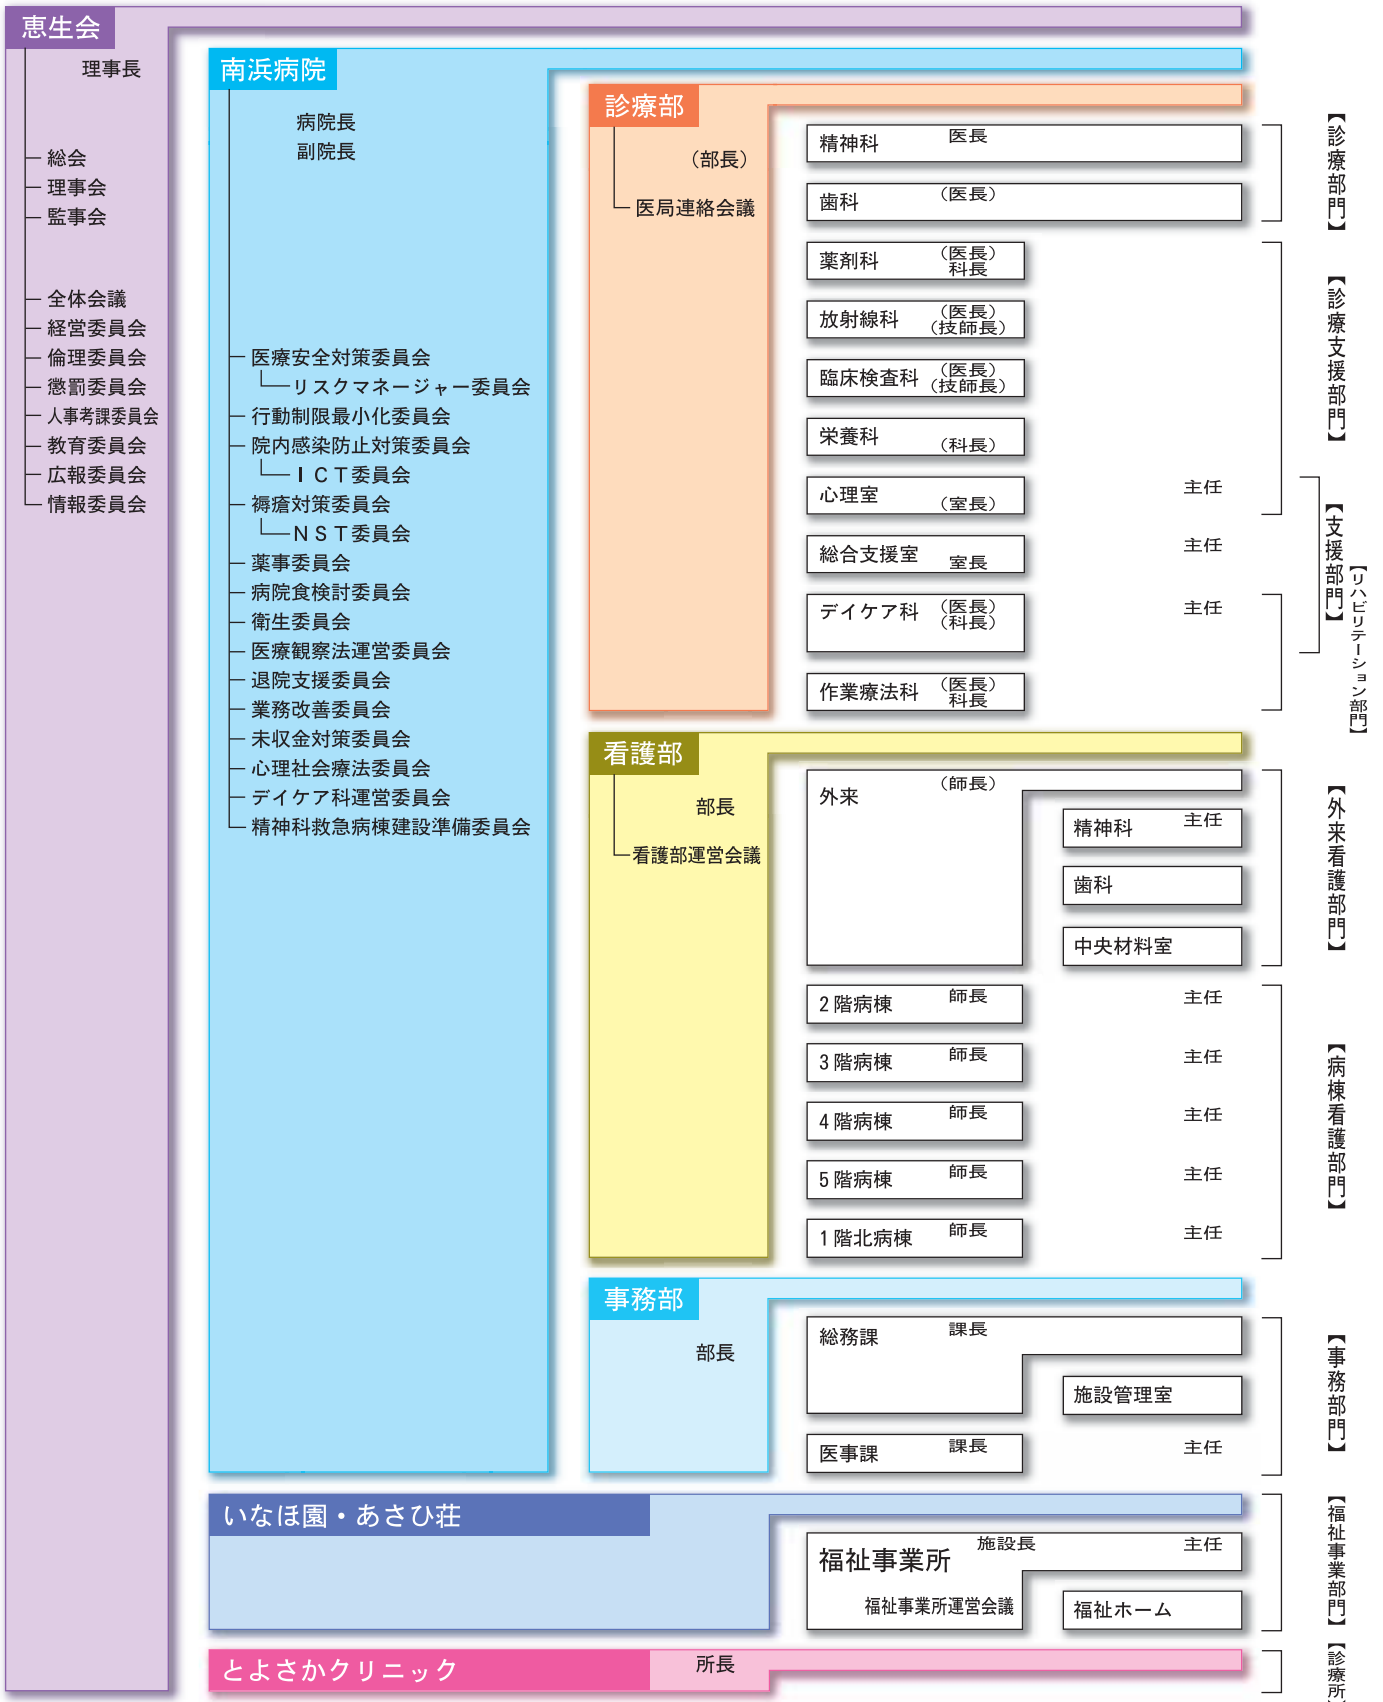 恵生会
理事長
総会
理事会
監事会
全体会議
経営委員会
倫理委員会
懲罰委員会
人事考課委員会
教育委員会
広報委員会
情報委員会
南浜病院
病院長
副院長
医療安全対策委員会
リスクマネージャー委員会
行動制限最小化委員会
院内感染防止対策委員会
ＩＣＴ委員会
褥瘡対策委員会
ＮＳＴ委員会
薬事委員会
病院食検討委員会
衛生委員会
医療観察法運営委員会
退院支援委員会
業務改善委員会
未収金対策委員会
心理社会療法委員会
デイケア科運営委員会
精神科救急病棟建設準備委員会
診療部
（部長）
医局連絡会議
精神科 医長
歯科 （医長）
【診療部門】
薬剤科 （医長）
科長
放射線科 （医長）
（技師長）
臨床検査科 （医長）
（技師長）
栄養科 （科長）
心理室 （室長） 主任
【診療支援部門】
総合支援室 室長 主任
デイケア科 （医長） 主任
（科長）
【支援部門】
作業療法科 （医長）
科長
【リハビリテーション部門】
看護部
部長
看護部運営会議
外来 （師長）
精神科 主任
歯科
中央材料室
【外来看護部門】
2階病棟 師長 主任
3階病棟 師長 主任
4階病棟 師長 主任
5階病棟 師長 主任
1階北病棟 師長 主任
【病棟看護部門】
事務部
部長
総務課 課長
施設管理室
医事課 課長 主任
【事務部門】
いなほ園・あさひ荘
福祉事業所 施設長 主任
福祉事業所運営会議
福祉ホーム
【福祉事業部門】
とよさかクリニック
所長
【診療所